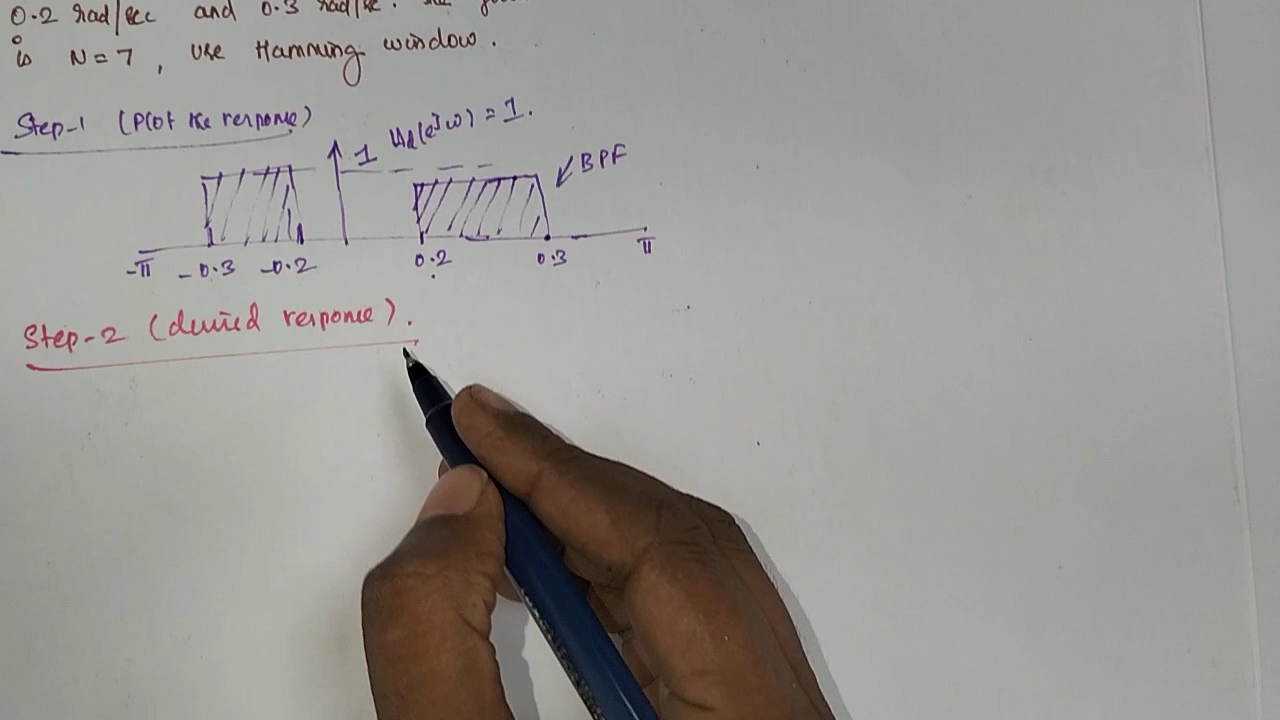 0.2 rad/sec and 0.3 rad/se.
is N = 7, use Hamming window.
Step-1 (Plot the response)
1 Hd(e^jω) = 1.
BPF
-π -0.3 -0.2 0.2 0.3 π
Step-2 (desired response).